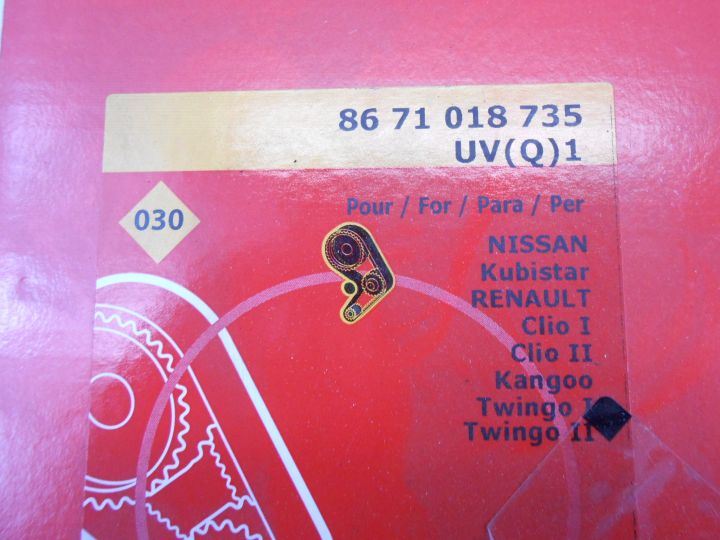 86 71 018 735
UV(Q)1
030
Pour / For / Para / Per
NISSAN
Kubistar
RENAULT
Clio I
Clio II
Kangoo
Twingo I
Twingo II